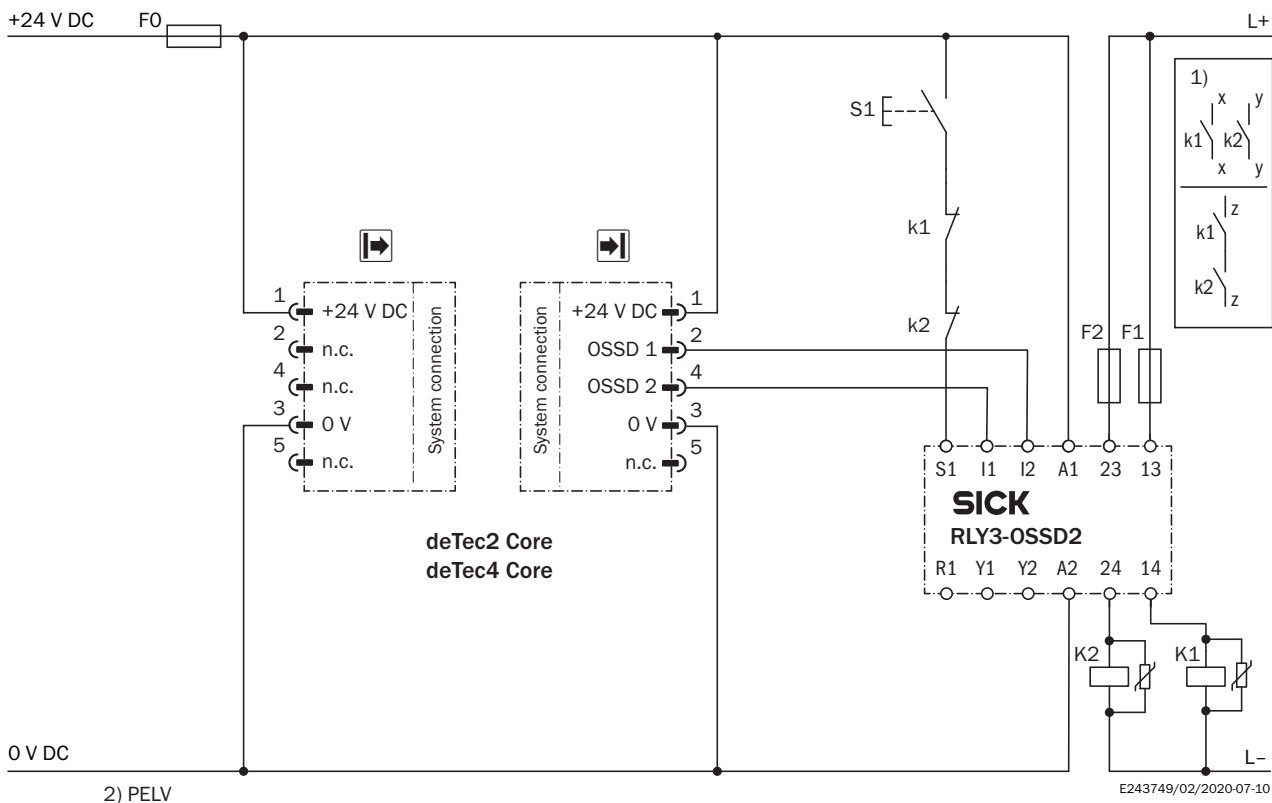 +24 V DC
F0
L+
1)
x
y
k1
k2
x
y
z
k1
k2
z
S1
k1
k2
1
+24 V DC
2
n.c.
4
n.c.
3
0 V
5
n.c.
System connection
System connection
+24 V DC
1
OSSD 1
2
OSSD 2
4
0 V
3
n.c.
5
F2
F1
S1
I1
I2
A1
23
13
SICK
RLY3-OSSD2
R1
Y1
Y2
A2
24
14
deTec2 Core
deTec4 Core
K2
K1
0 V DC
L–
2) PELV
E243749/02/2020-07-10